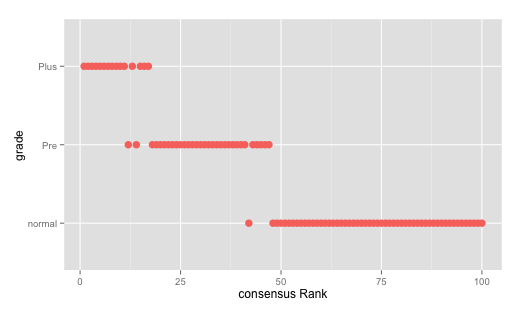 Plus
Pre
normal
grade
0 25 50 75 100
consensus Rank